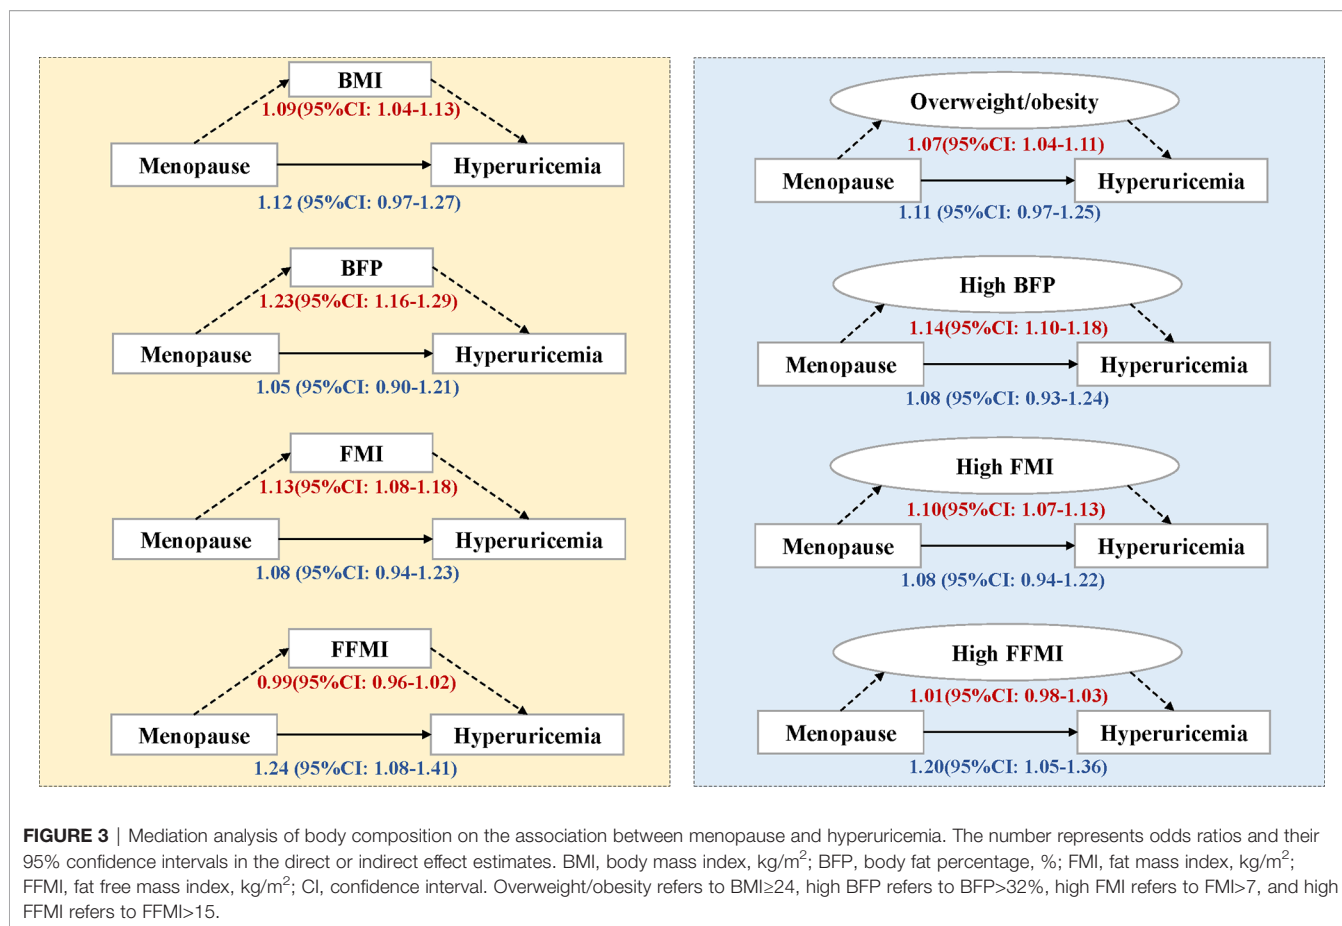 BMI
1.09(95%CI: 1.04-1.13)
Menopause
Hyperuricemia
1.12 (95%CI: 0.97-1.27)
BFP
1.23(95%CI: 1.16-1.29)
Menopause
Hyperuricemia
1.05 (95%CI: 0.90-1.21)
FMI
1.13(95%CI: 1.08-1.18)
Menopause
Hyperuricemia
1.08 (95%CI: 0.94-1.23)
FFMI
0.99(95%CI: 0.96-1.02)
Menopause
Hyperuricemia
1.24 (95%CI: 1.08-1.41)
Overweight/obesity
1.07(95%CI: 1.04-1.11)
Menopause
Hyperuricemia
1.11 (95%CI: 0.97-1.25)
High BFP
1.14(95%CI: 1.10-1.18)
Menopause
Hyperuricemia
1.08 (95%CI: 0.93-1.24)
High FMI
1.10(95%CI: 1.07-1.13)
Menopause
Hyperuricemia
1.08 (95%CI: 0.94-1.22)
High FFMI
1.01(95%CI: 0.98-1.03)
Menopause
Hyperuricemia
1.20(95%CI: 1.05-1.36)
FIGURE 3 | Mediation analysis of body composition on the association between menopause and hyperuricemia. The number represents odds ratios and their
95% confidence intervals in the direct or indirect effect estimates. BMI, body mass index, kg/m²; BFP, body fat percentage, %; FMI, fat mass index, kg/m²;
FFMI, fat free mass index, kg/m²; CI, confidence interval. Overweight/obesity refers to BMI≥24, high BFP refers to BFP>32%, high FMI refers to FMI>7, and high
FFMI refers to FFMI>15.